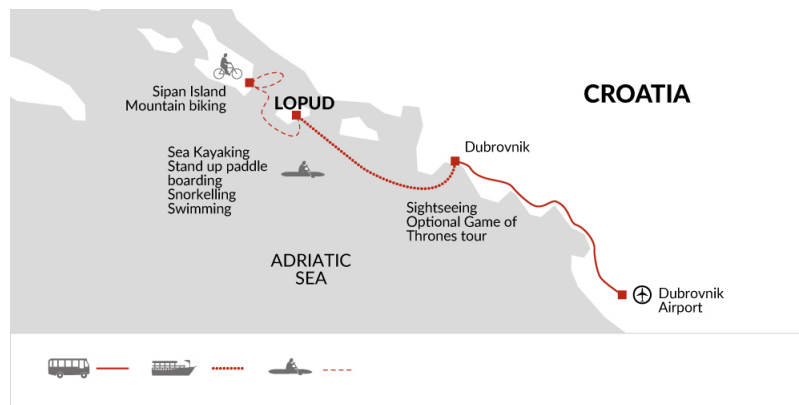 CROATIA
Sipan Island
Mountain biking
LOPUD
Dubrovnik
Sea Kayaking
Stand up paddle
boarding
Snorkelling
Swimming
Sightseeing
Optional Game of
Thrones tour
ADRIATIC
SEA
Dubrovnik
Airport